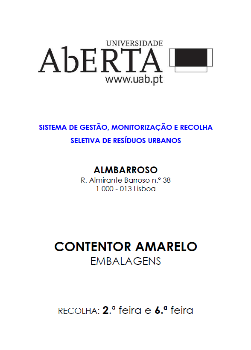 UNIVERSIDADE
AbERTA
www.uab.pt
SISTEMA DE GESTÃO, MONITORIZAÇÃO E RECOLHA
SELETIVA DE RESÍDUOS URBANOS
ALMBARROSO
R. Almirante Barroso n.º 38
1 000 - 013 Lisboa
CONTENTOR AMARELO
EMBALAGENS
RECOLHA: 2.ª feira e 6.ª feira